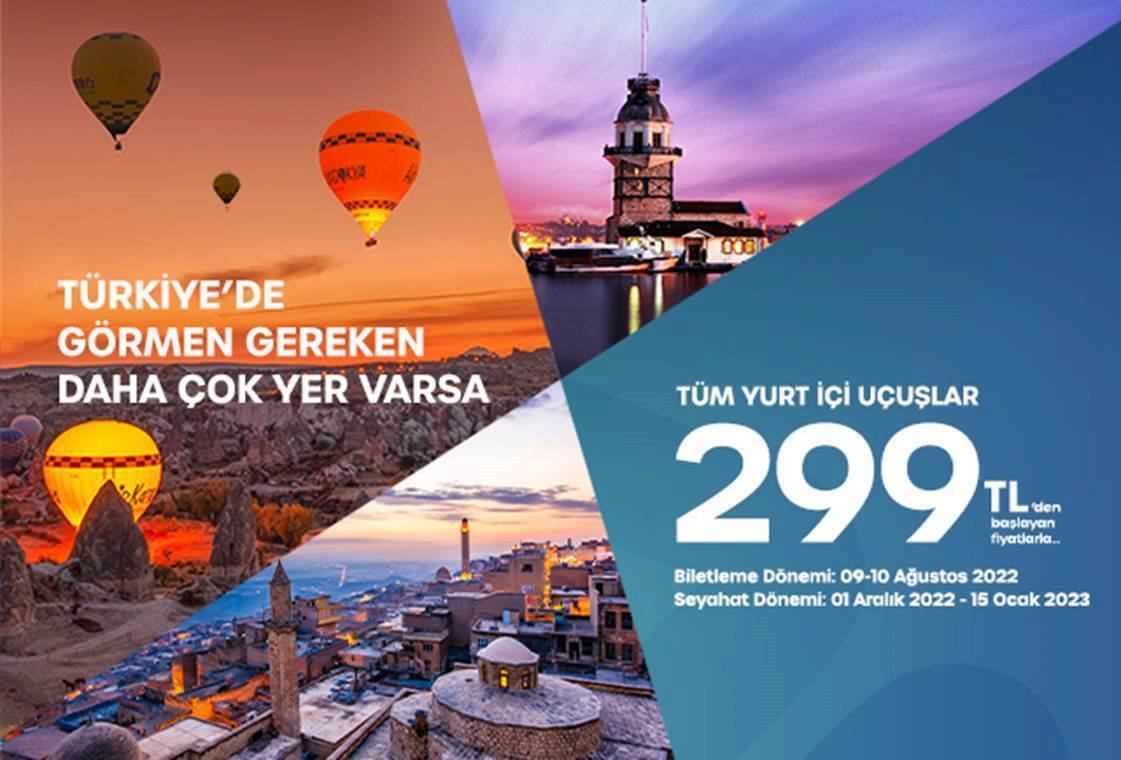 TÜRKİYE'DE
GÖRMEN GEREKEN
DAHA ÇOK YER VARSA
TÜM YURT İÇİ UÇUŞLAR
299 TL'den
başlayan
fiyatlarla...
Biletleme Dönemi: 09-10 Ağustos 2022
Seyahat Dönemi: 01 Aralık 2022 - 15 Ocak 2023